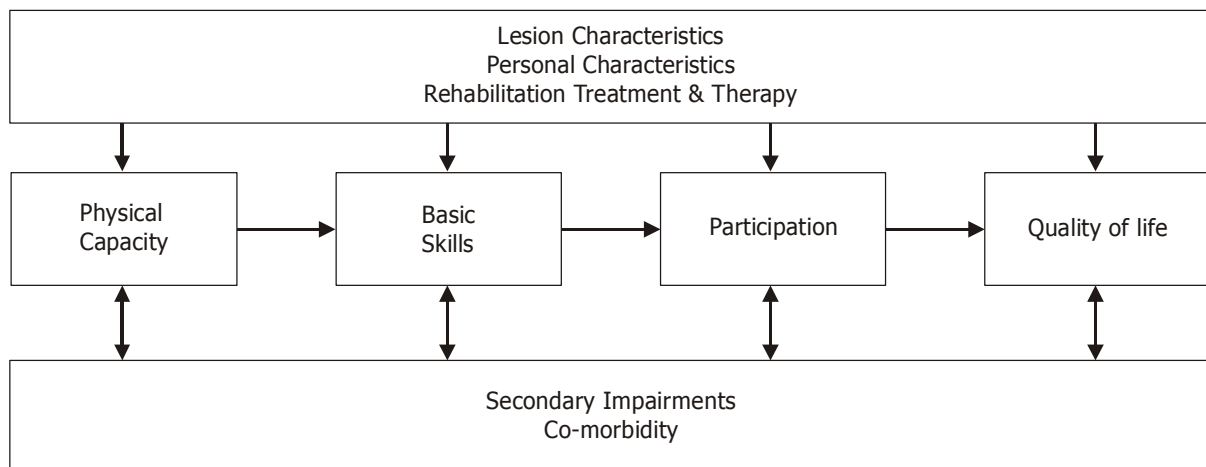 Lesion Characteristics
Personal Characteristics
Rehabilitation Treatment & Therapy
Physical
Capacity
Basic
Skills
Participation
Quality of life
Secondary Impairments
Co-morbidity